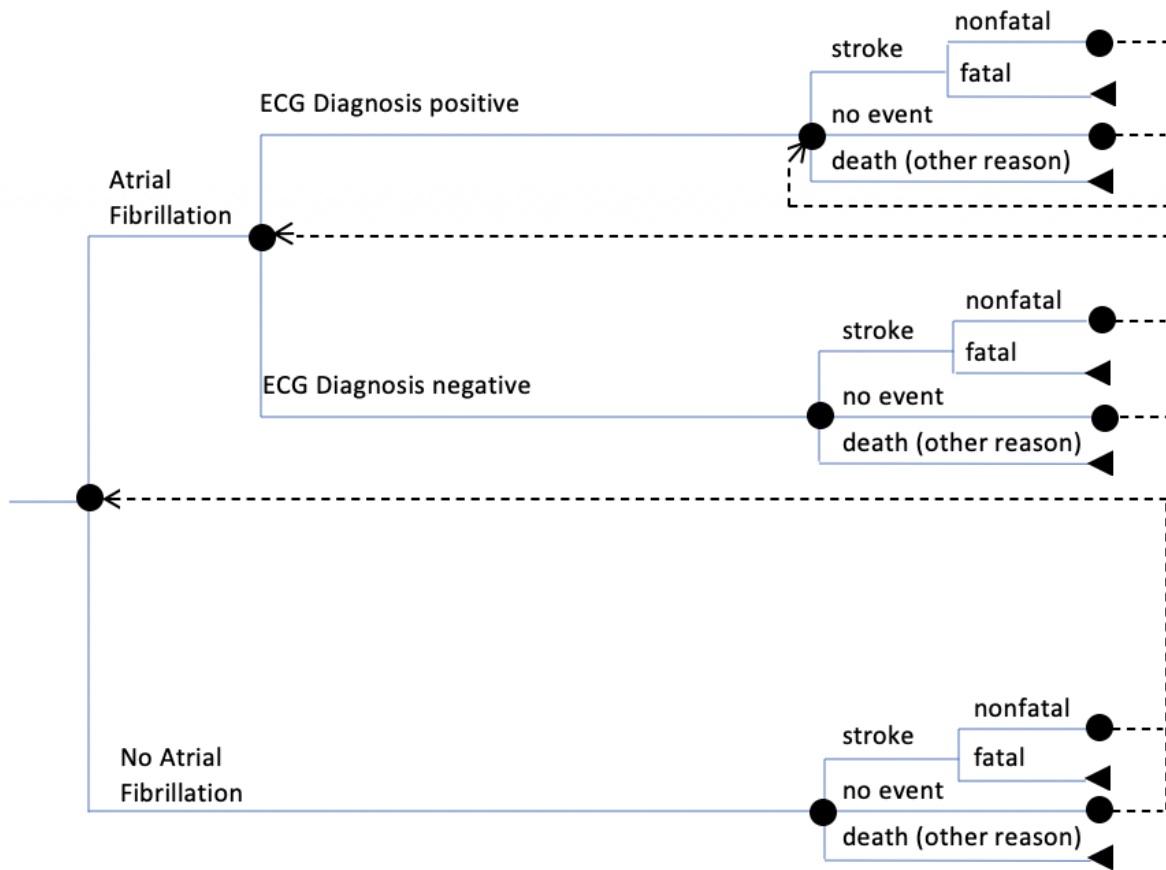 nonfatal
stroke
fatal
ECG Diagnosis positive
no event
death (other reason)
Atrial
Fibrillation
nonfatal
stroke
fatal
ECG Diagnosis negative
no event
death (other reason)
nonfatal
stroke
fatal
No Atrial
Fibrillation
no event
death (other reason)